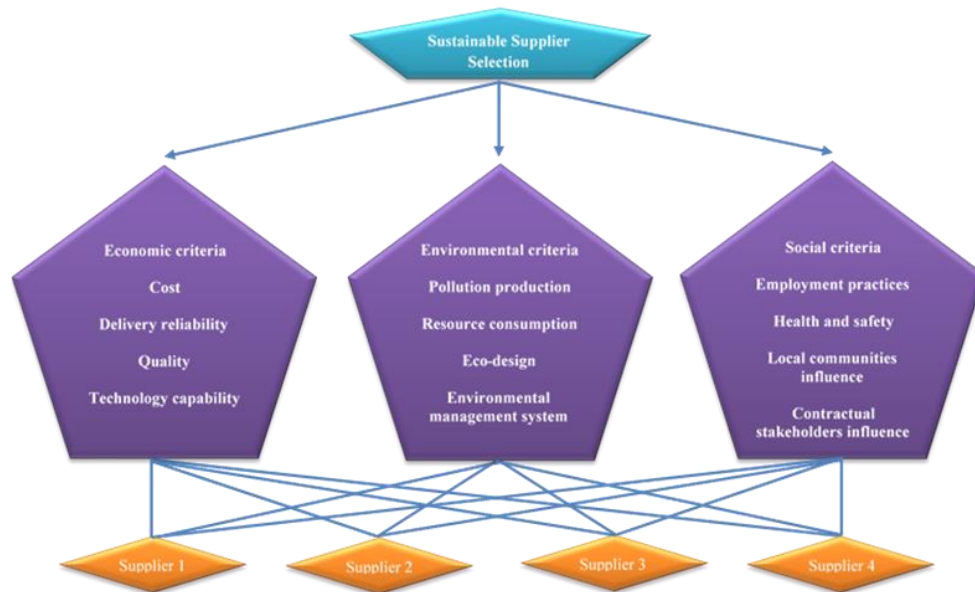 Sustainable Supplier
Selection
Economic criteria
Cost
Delivery reliability
Quality
Technology capability
Environmental criteria
Pollution production
Resource consumption
Eco-design
Environmental
management system
Social criteria
Employment practices
Health and safety
Local communities
influence
Contractual
stakeholders influence
Supplier 1
Supplier 2
Supplier 3
Supplier 4